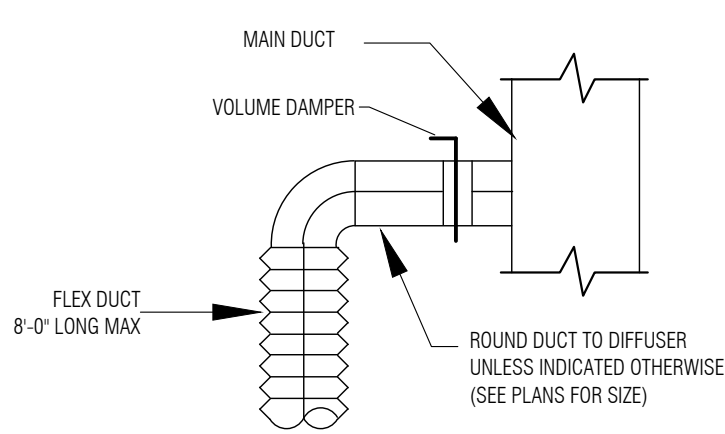 MAIN DUCT
VOLUME DAMPER
FLEX DUCT
8'-0" LONG MAX
ROUND DUCT TO DIFFUSER
UNLESS INDICATED OTHERWISE
(SEE PLANS FOR SIZE)